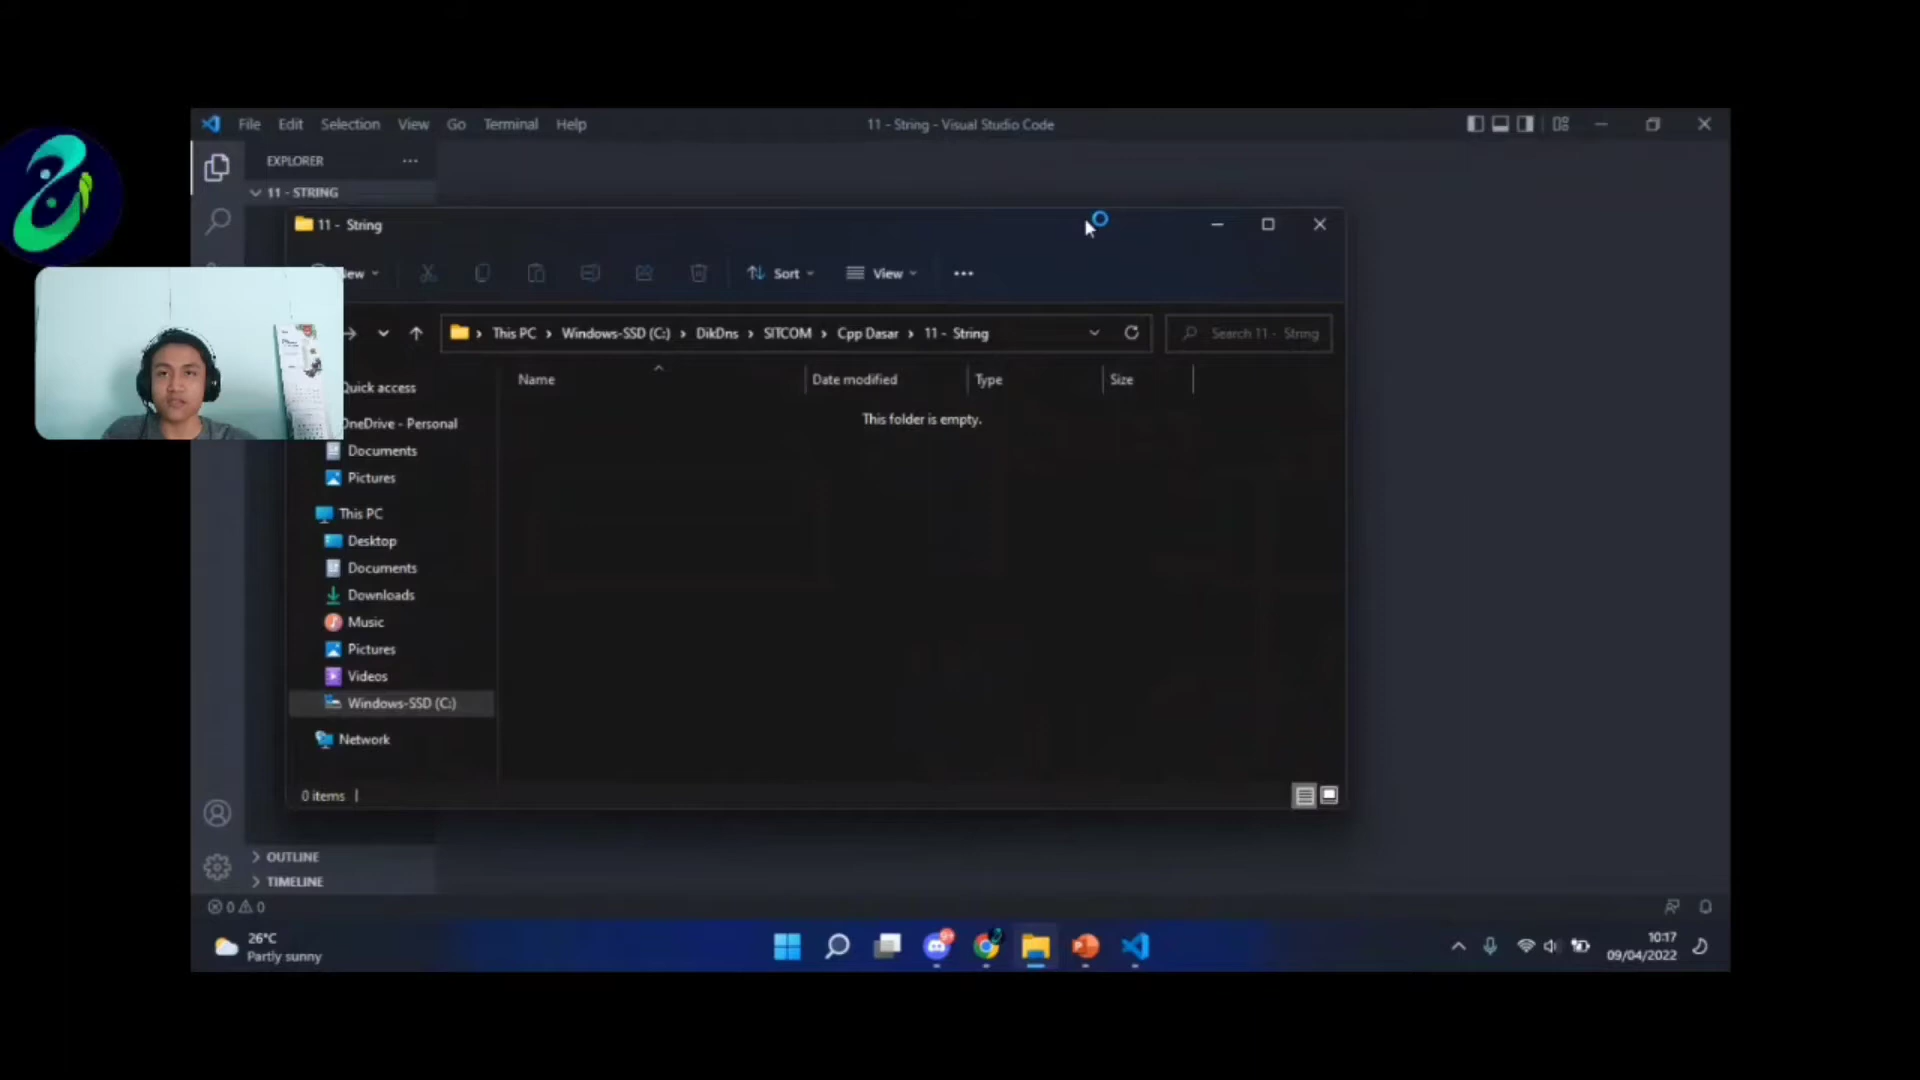 File Edit Selection View Go Terminal Help
11 - String - Visual Studio Code
EXPLORER
11 - STRING
11 - String
Sort
View
This PC
Windows-SSD (C:)
DikDns
SITCOM
Cpp Dasar
11 - String
Search 11 - String
Name
Date modified
Type
Size
Quick access
This folder is empty.
OneDrive - Personal
Documents
Pictures
This PC
Desktop
Documents
Downloads
Music
Pictures
Videos
Windows-SSD (C:)
Network
0 items
OUTLINE
TIMELINE
0 0
26°C
Partly sunny
9+
10:17
09/04/2022